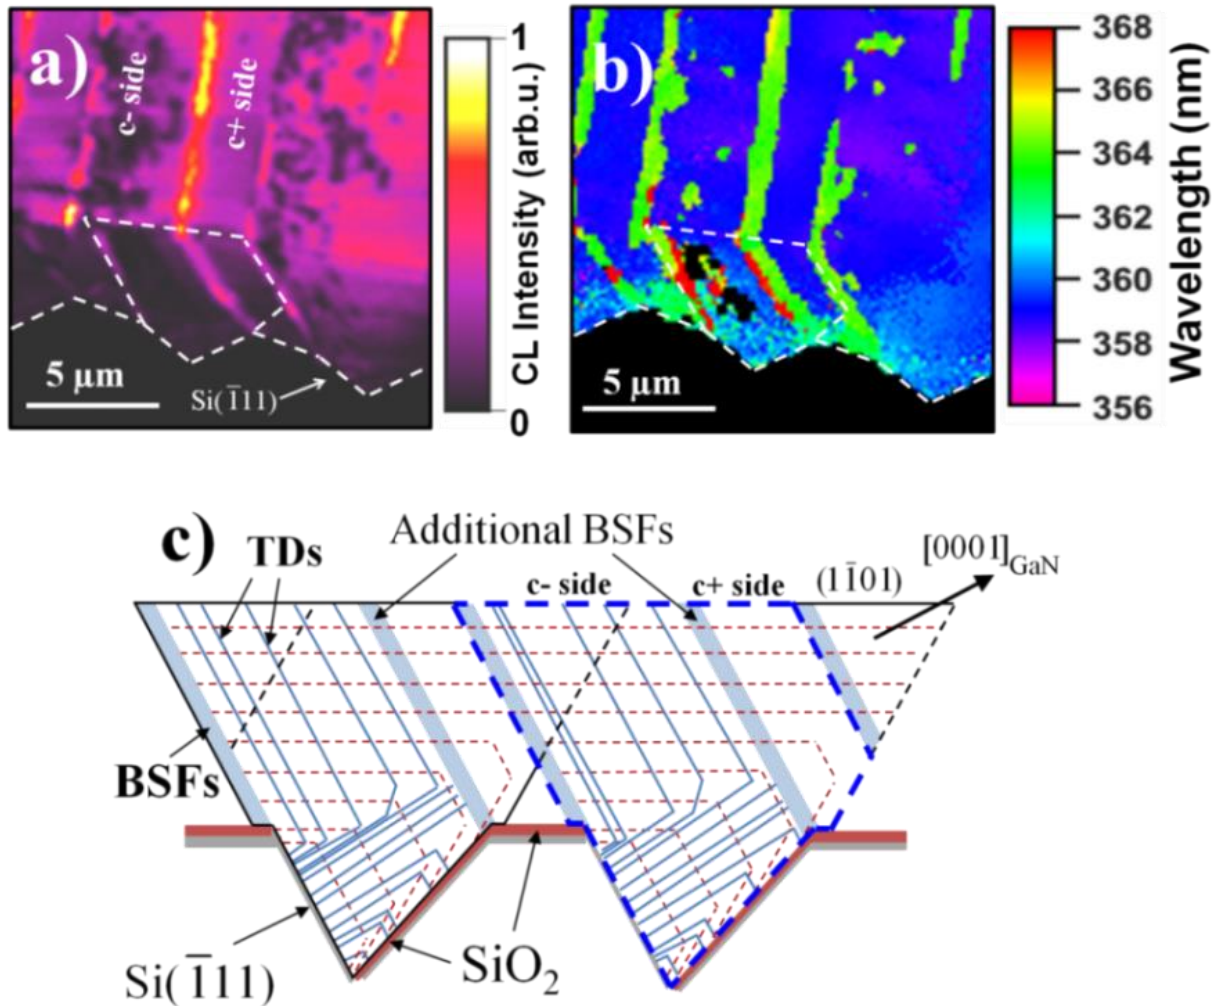 a)
c- side
c+ side
5 μm
Si(1̅11)
1
0
CL Intensity (arb.u.)
b)
5 μm
368
366
364
362
360
358
356
Wavelength (nm)
c)
TDs
Additional BSFs
c- side
c+ side
(11̅01)
[0001]GaN
BSFs
Si(1̅11)
SiO₂